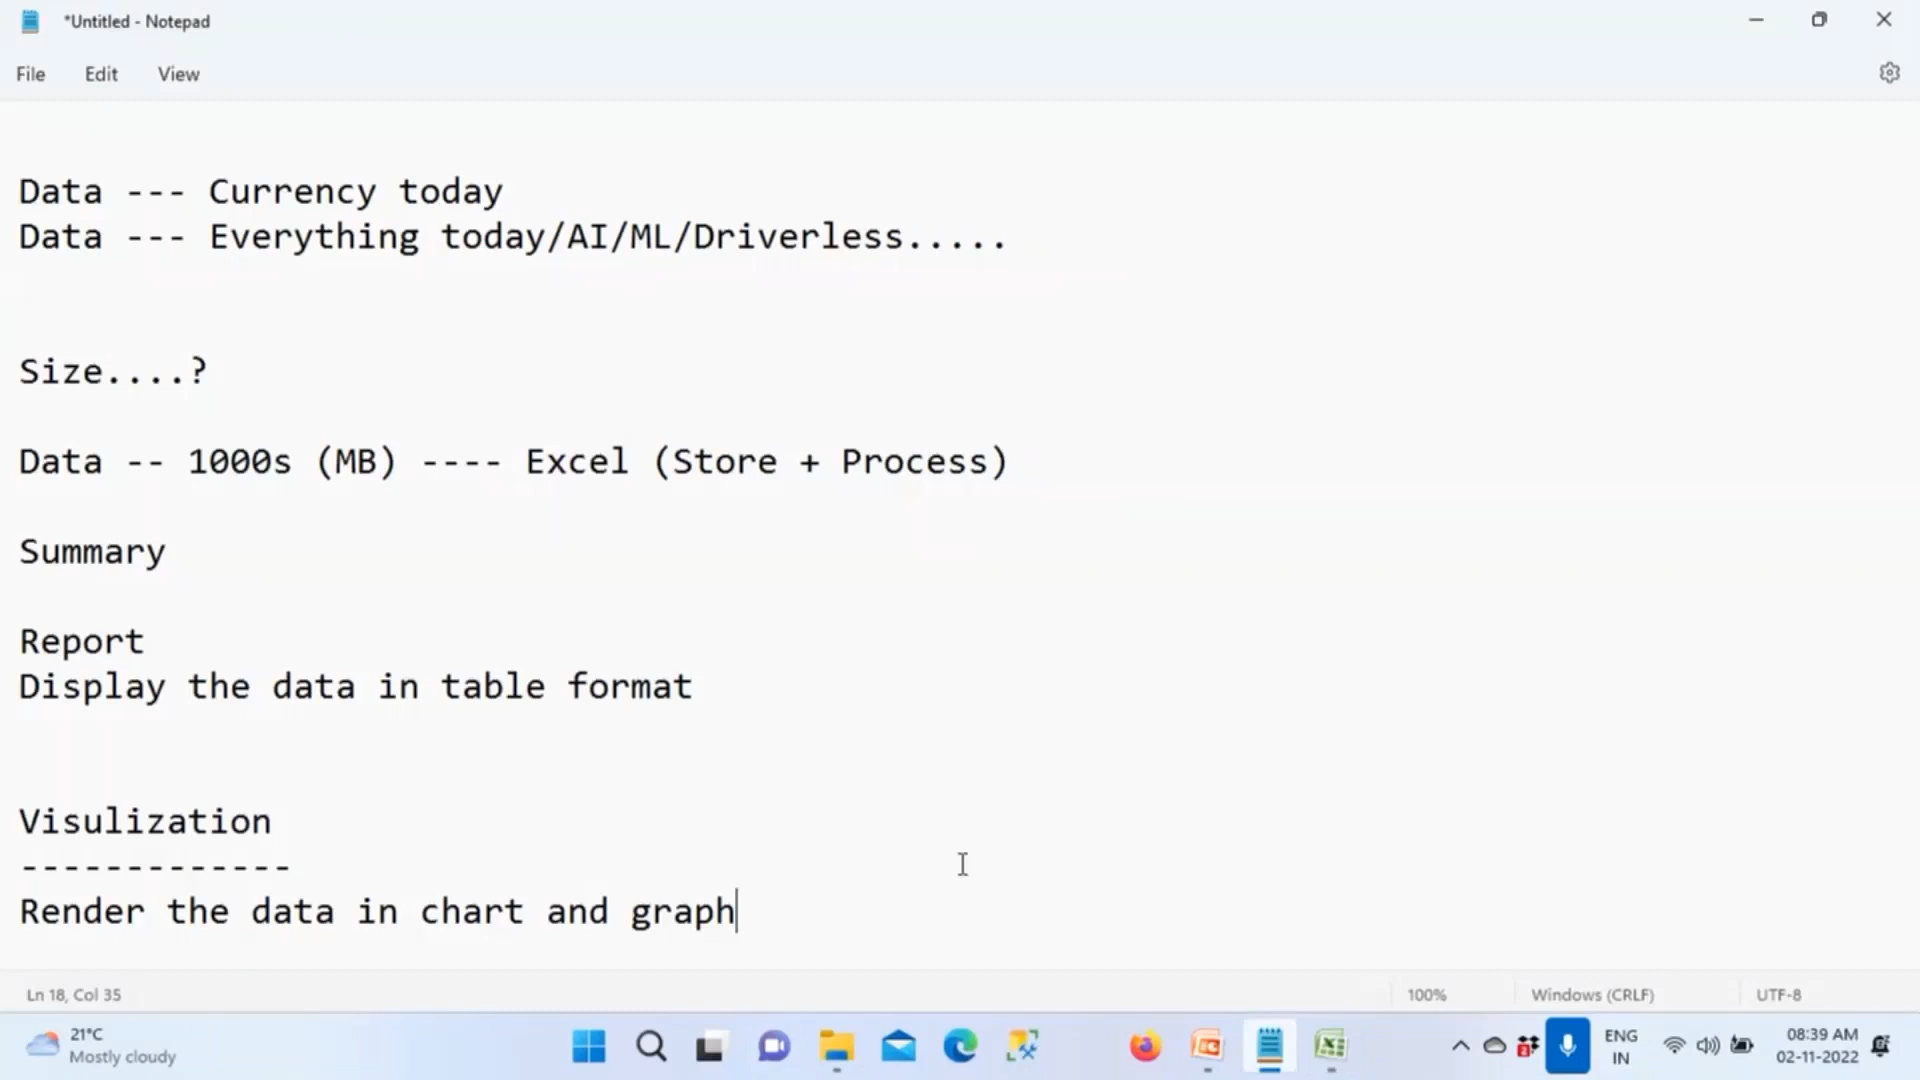 *Untitled - Notepad
File Edit View
Data --- Currency today
Data --- Everything today/AI/ML/Driverless.....
Size....?
Data -- 1000s (MB) ---- Excel (Store + Process)
Summary
Report
Display the data in table format
Visulization
-------------
Render the data in chart and graph
Ln 18, Col 35 100% Windows (CRLF) UTF-8
21°C
Mostly cloudy
ENG
IN
08:39 AM
02-11-2022